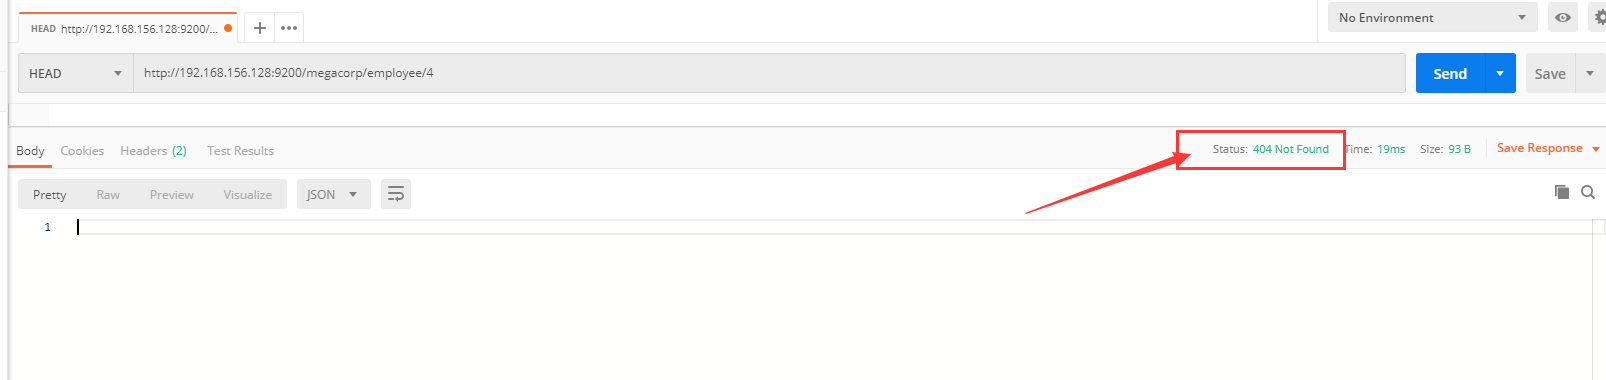 HEAD http://192.168.156.128:9200/...
No Environment
HEAD http://192.168.156.128:9200/megacorp/employee/4 Send Save
Body Cookies Headers (2) Test Results Status: 404 Not Found Time: 19ms Size: 93 B Save Response
Pretty Raw Preview Visualize JSON
1